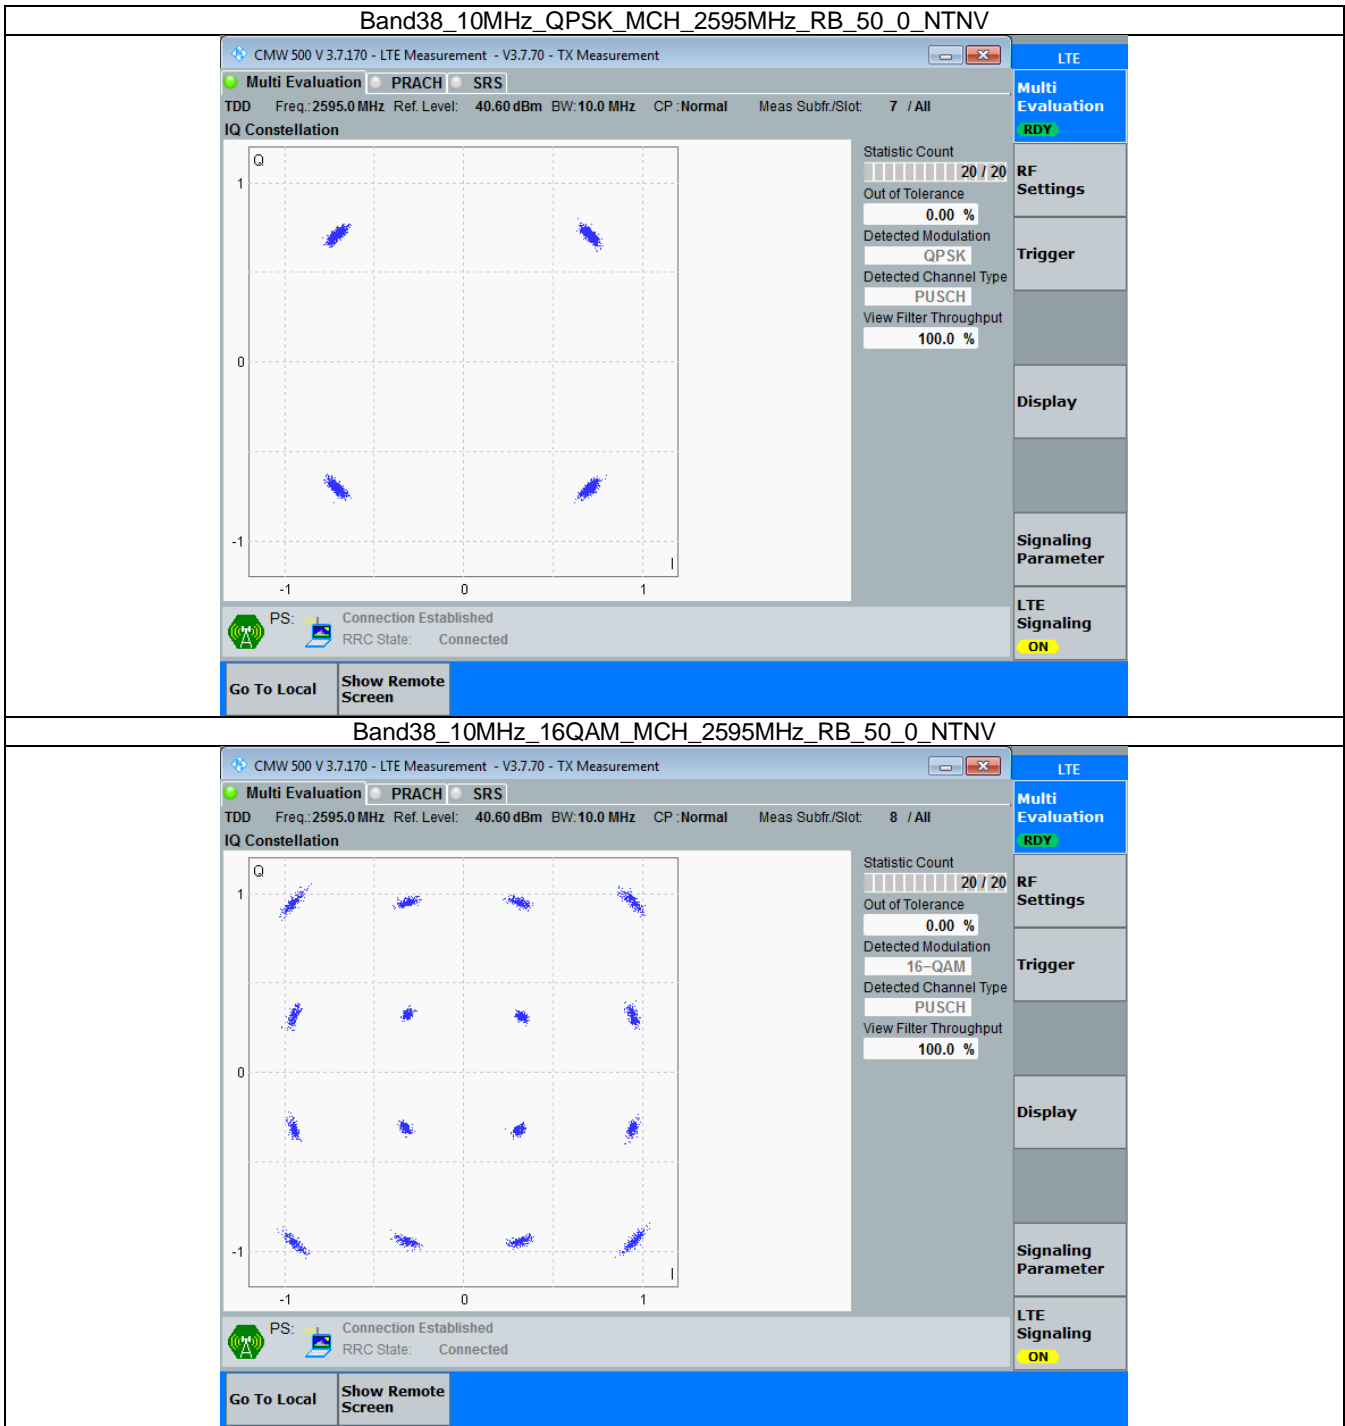 Band38_10MHz_QPSK_MCH_2595MHz_RB_50_0_NTNV
CMW 500 V 3.7.170 - LTE Measurement - V3.7.70 - TX Measurement
LTE
Multi Evaluation PRACH SRS
TDD Freq.: 2595.0 MHz Ref. Level: 40.60 dBm BW: 10.0 MHz CP : Normal Meas Subfr./Slot: 7 / All
IQ Constellation
Q
1
0
-1
I
-1 0 1
Statistic Count
20 / 20
Out of Tolerance
0.00 %
Detected Modulation
QPSK
Detected Channel Type
PUSCH
View Filter Throughput
100.0 %
Multi
Evaluation
RDY
RF
Settings
Trigger
Display
Signaling
Parameter
LTE
Signaling
ON
PS: Connection Established
RRC State: Connected
Go To Local
Show Remote
Screen
Band38_10MHz_16QAM_MCH_2595MHz_RB_50_0_NTNV
CMW 500 V 3.7.170 - LTE Measurement - V3.7.70 - TX Measurement
LTE
Multi Evaluation PRACH SRS
TDD Freq.: 2595.0 MHz Ref. Level: 40.60 dBm BW: 10.0 MHz CP : Normal Meas Subfr./Slot: 8 / All
IQ Constellation
Q
1
0
-1
I
-1 0 1
Statistic Count
20 / 20
Out of Tolerance
0.00 %
Detected Modulation
16-QAM
Detected Channel Type
PUSCH
View Filter Throughput
100.0 %
Multi
Evaluation
RDY
RF
Settings
Trigger
Display
Signaling
Parameter
LTE
Signaling
ON
PS: Connection Established
RRC State: Connected
Go To Local
Show Remote
Screen